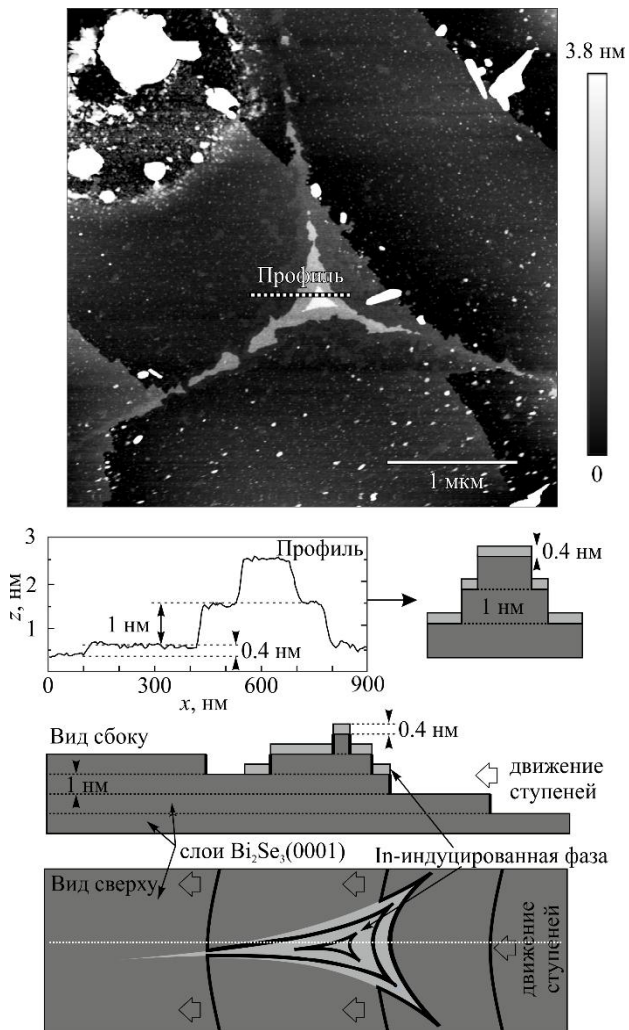 3.8 нм
Профиль
1 мкм
0
3
Профиль
2
z, нм
1 нм
1
0.4 нм
0 300 600 900
x, нм
0.4 нм
1 нм
Вид сбоку
0.4 нм
1 нм
движение
ступеней
слои Bi₂Se₃(0001)
In-индуцированная фаза
Вид сверху
движение
ступеней